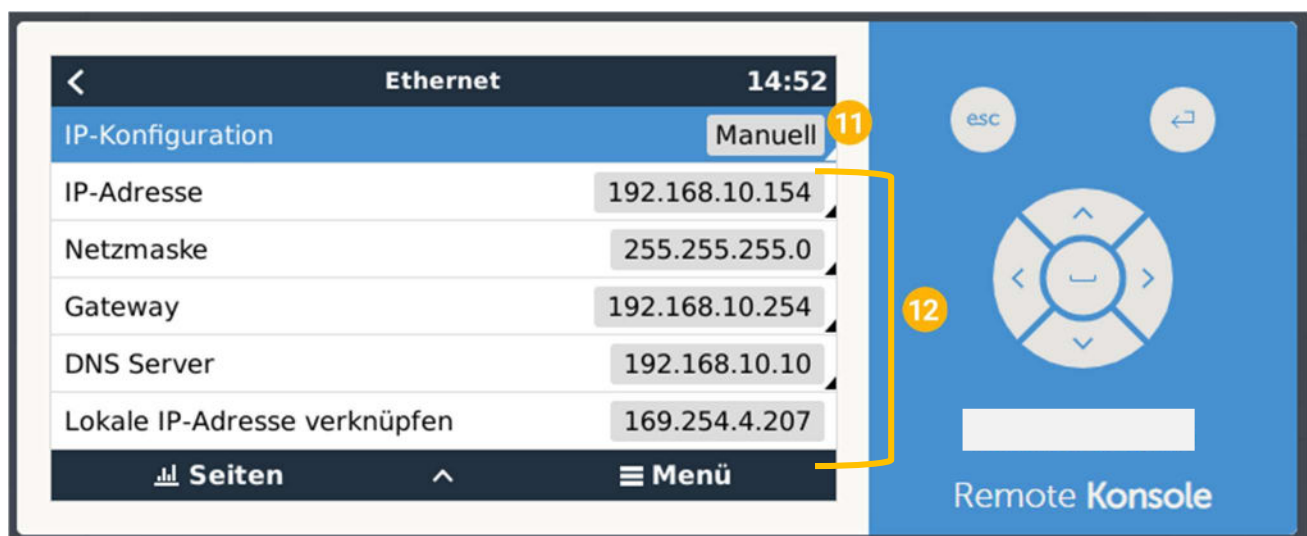 Ethernet 14:52
IP-Konfiguration Manuell 11
IP-Adresse 192.168.10.154
Netzmaske 255.255.255.0
Gateway 192.168.10.254
DNS Server 192.168.10.10
Lokale IP-Adresse verknüpfen 169.254.4.207
Seiten Menü
12
esc
Remote Konsole